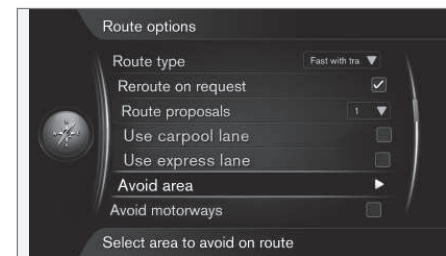 Route options
Route type Fast with tra
Reroute on request
Route proposals 1
Use carpool lane
Use express lane
Avoid area
Avoid motorways
Select area to avoid on route